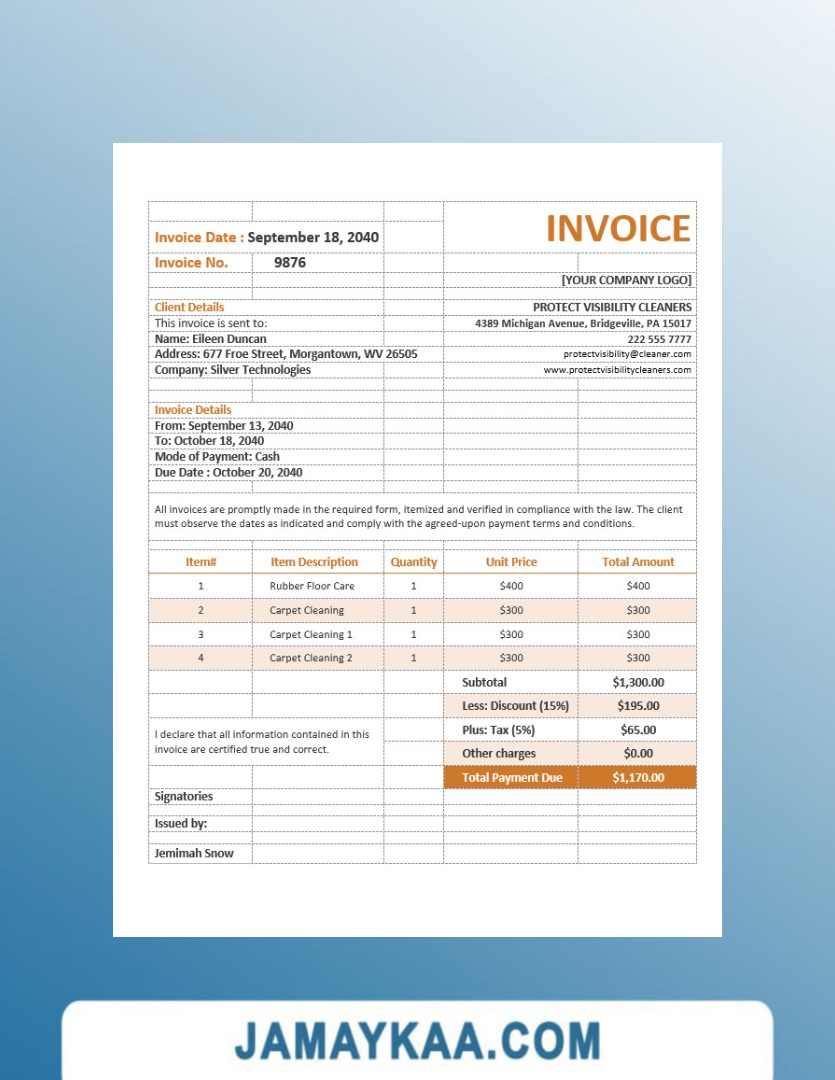 INVOICE
Invoice Date : September 18, 2040
Invoice No. 9876
[YOUR COMPANY LOGO]
Client Details PROTECT VISIBILITY CLEANERS
This invoice is sent to: 4389 Michigan Avenue, Bridgeville, PA 15017
Name: Eileen Duncan 222 555 7777
Address: 677 Froe Street, Morgantown, WV 26505 protectvisibility@cleaner.com
Company: Silver Technologies www.protectvisibilitycleaners.com
Invoice Details
From: September 13, 2040
To: October 18, 2040
Mode of Payment: Cash
Due Date : October 20, 2040
All invoices are promptly made in the required form, itemized and verified in compliance with the law. The client
must observe the dates as indicated and comply with the agreed-upon payment terms and conditions.
Item# Item Description Quantity Unit Price Total Amount
1 Rubber Floor Care 1 $400 $400
2 Carpet Cleaning 1 $300 $300
3 Carpet Cleaning 1 1 $300 $300
4 Carpet Cleaning 2 1 $300 $300
Subtotal $1,300.00
Less: Discount (15%) $195.00
Plus: Tax (5%) $65.00
Other charges $0.00
Total Payment Due $1,170.00
I declare that all information contained in this
invoice are certified true and correct.
Signatories
Issued by:
Jemimah Snow
JAMAYKAA.COM